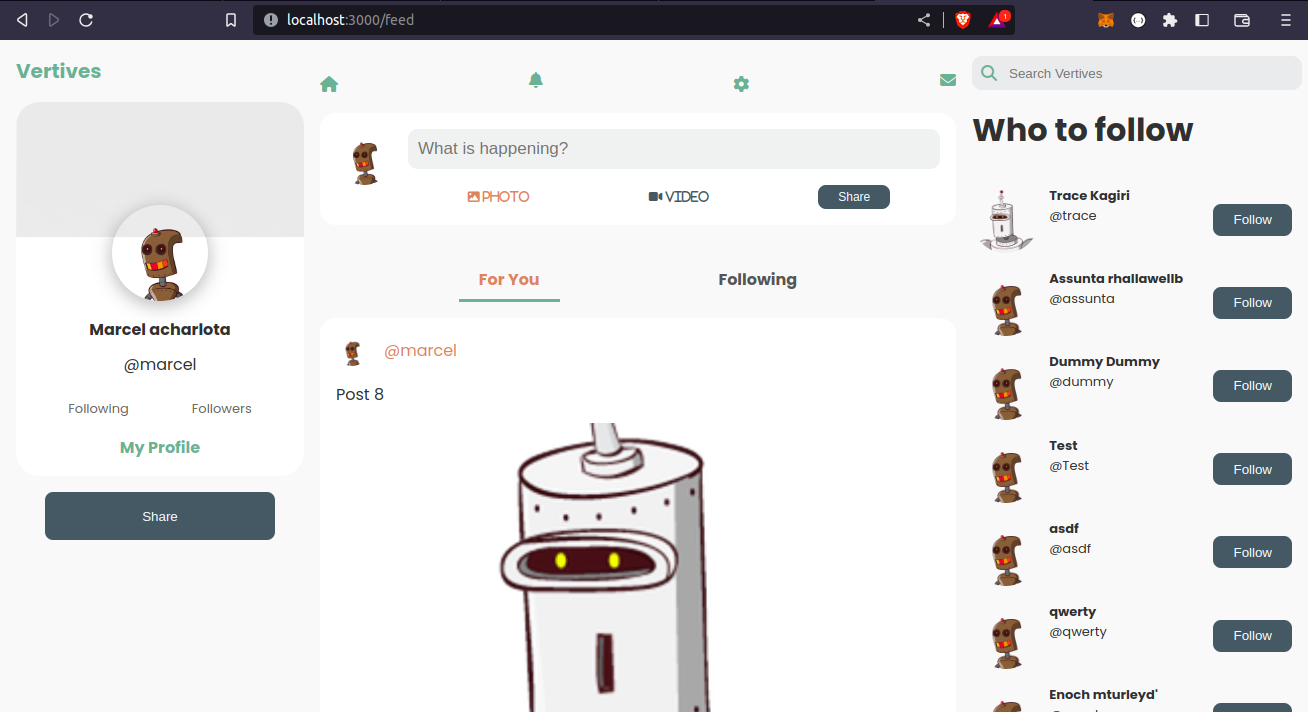 localhost:3000/feed
1
Vertives
Marcel acharlota
@marcel
Following Followers
My Profile
Share
What is happening?
PHOTO VIDEO Share
For You Following
@marcel
Post 8
Search Vertives
Who to follow
Trace Kagiri
@trace
Follow
Assunta rhallawellb
@assunta
Follow
Dummy Dummy
@dummy
Follow
Test
@Test
Follow
asdf
@asdf
Follow
qwerty
@qwerty
Follow
Enoch mturleyd'